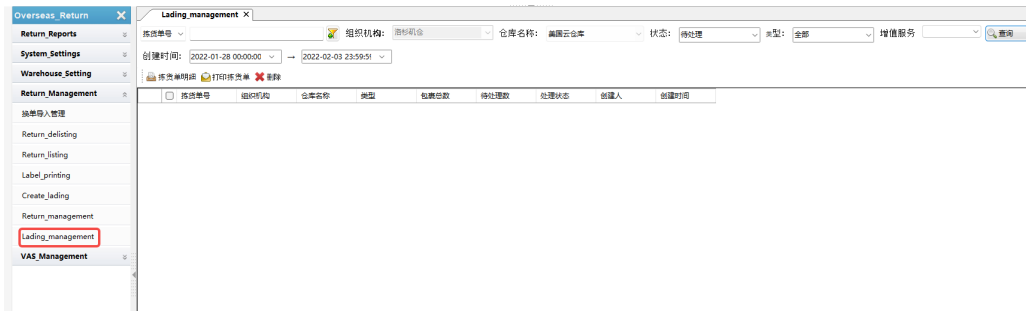 Overseas_Return
Return_Reports
System_Settings
Warehouse_Setting
Return_Management
换单导入管理
Return_delisting
Return_listing
Label_printing
Create_lading
Return_management
Lading_management
VAS_Management
Lading_management
拣货单号 组织机构: 洛杉矶仓 仓库名称: 美国云仓库 状态: 待处理 类型: 全部 增值服务 查询
创建时间: 2022-01-28 00:00:00 → 2022-02-03 23:59:5
拣货单明细 打印拣货单 删除
拣货单号 组织机构 仓库名称 类型 包裹总数 待处理数 处理状态 创建人 创建时间